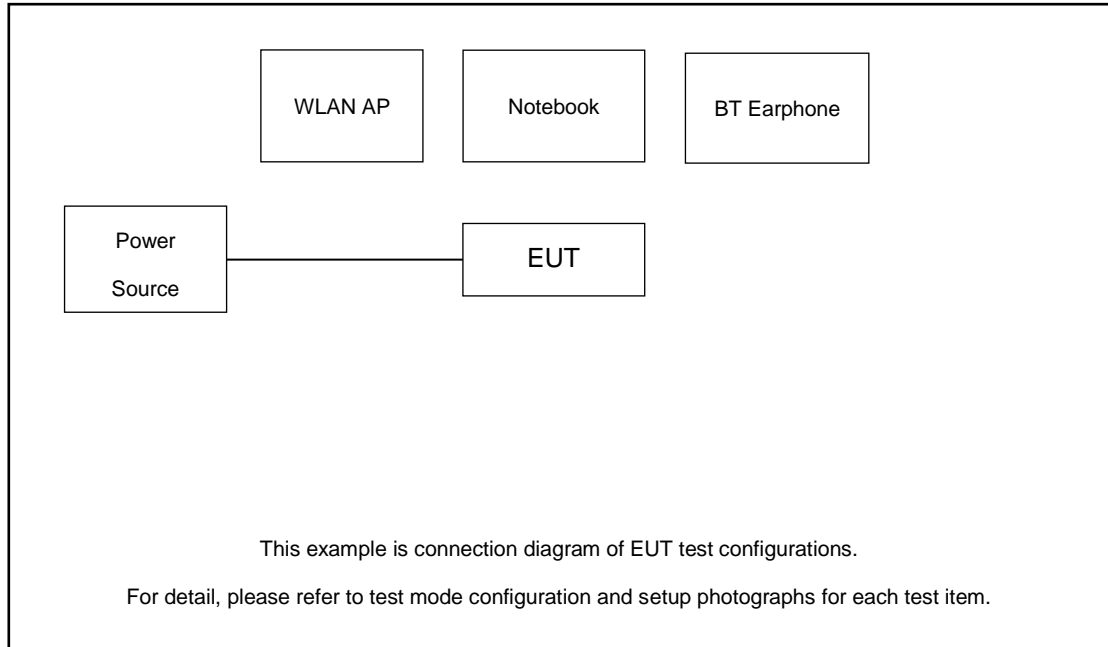 WLAN AP
Notebook
BT Earphone
Power
Source
EUT
This example is connection diagram of EUT test configurations.
For detail, please refer to test mode configuration and setup photographs for each test item.